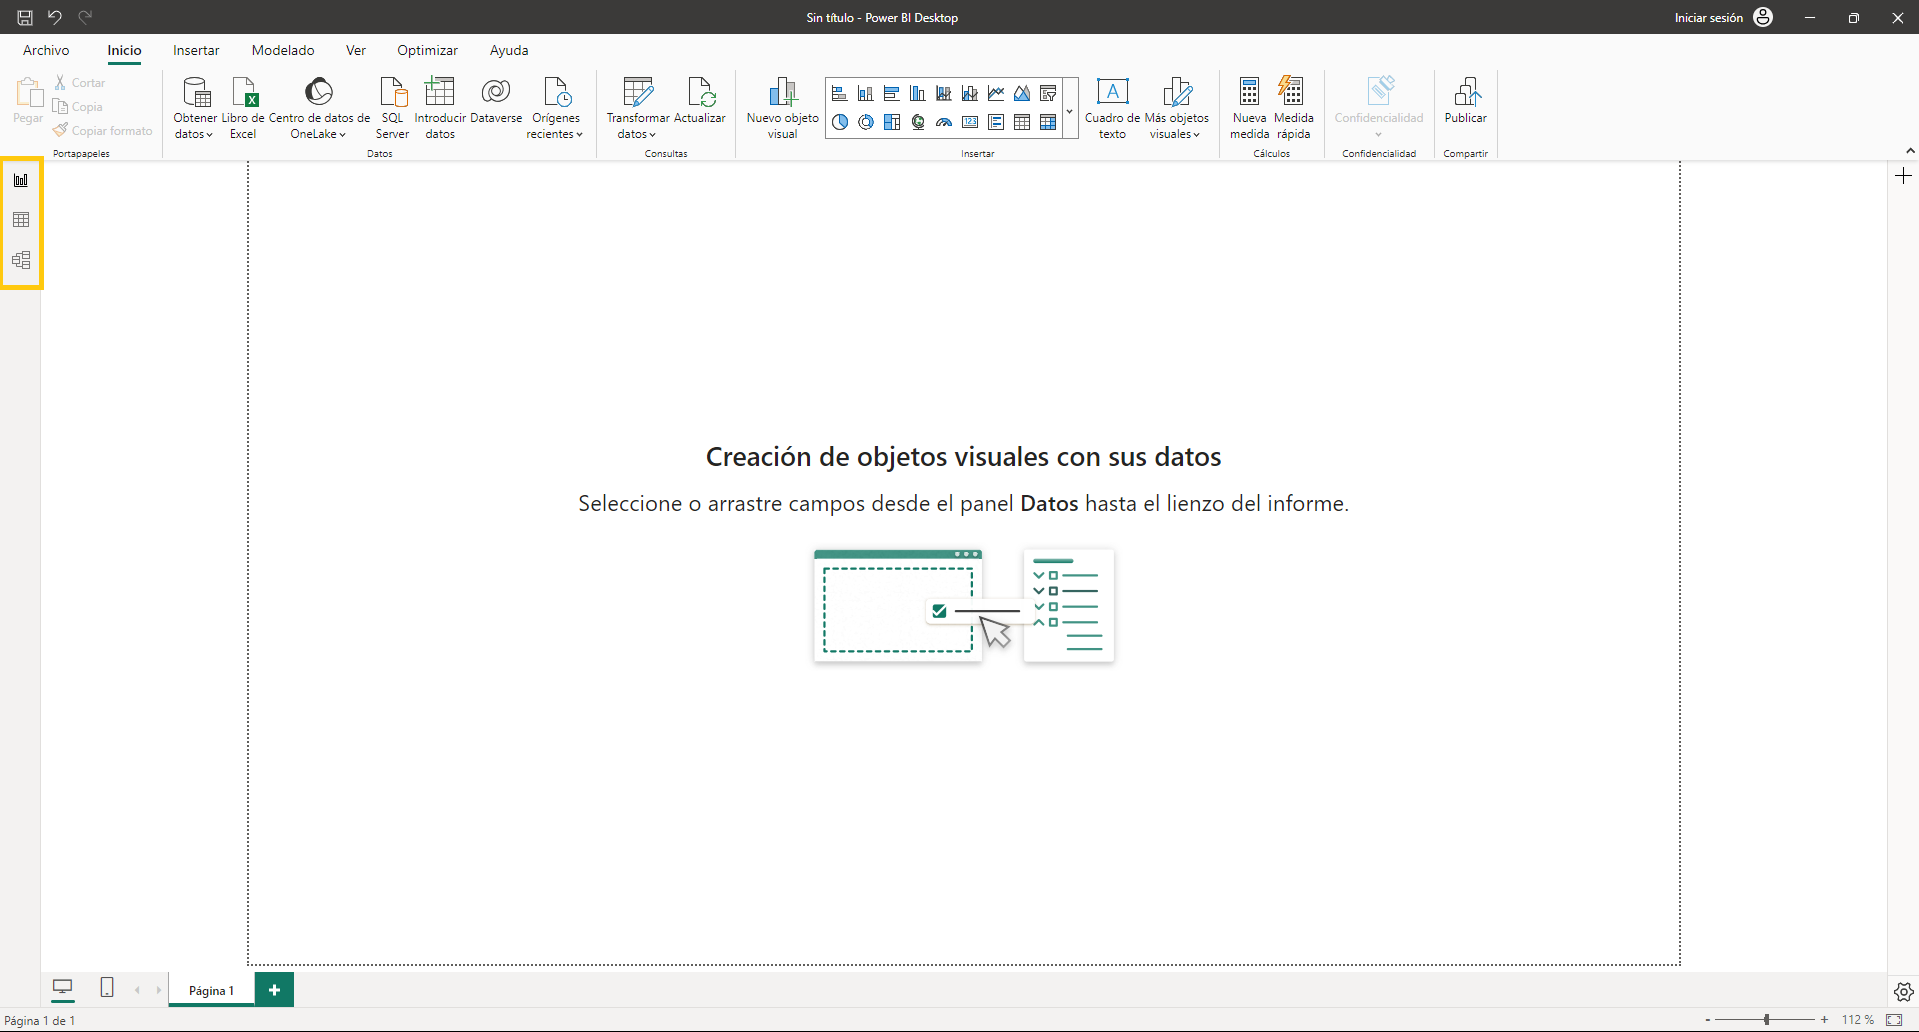 Sin título - Power BI Desktop
Iniciar sesión
Archivo Inicio Insertar Modelado Ver Optimizar Ayuda
Pegar
Cortar
Copia
Copiar formato
Portapapeles
Obtener datos
Libro de Excel
Centro de datos de OneLake
SQL Server
Introducir datos
Dataverse
Orígenes recientes
Datos
Transformar datos
Actualizar
Consultas
Nuevo objeto visual
123
Insertar
A
Cuadro de texto
Más objetos visuales
Nueva medida
Medida rápida
Cálculos
Confidencialidad
Confidencialidad
Publicar
Compartir
Creación de objetos visuales con sus datos
Seleccione o arrastre campos desde el panel Datos hasta el lienzo del informe.
Página 1
Página 1 de 1
112 %